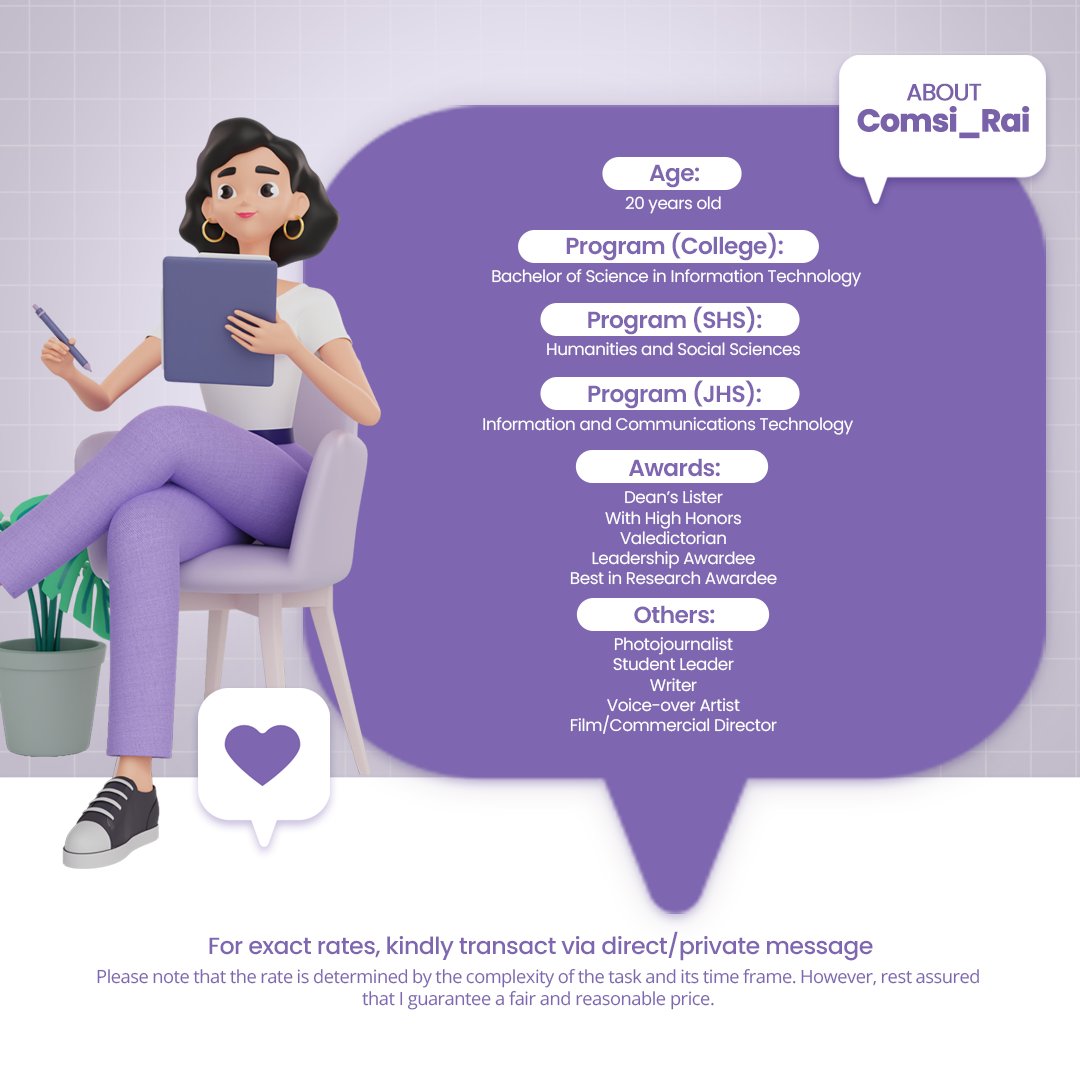 ABOUT
Comsi_Rai
Age:
20 years old
Program (College):
Bachelor of Science in Information Technology
Program (SHS):
Humanities and Social Sciences
Program (JHS):
Information and Communications Technology
Awards:
Dean’s Lister
With High Honors
Valedictorian
Leadership Awardee
Best in Research Awardee
Others:
Photojournalist
Student Leader
Writer
Voice-over Artist
Film/Commercial Director
For exact rates, kindly transact via direct/private message
Please note that the rate is determined by the complexity of the task and its time frame. However, rest assured
that I guarantee a fair and reasonable price.